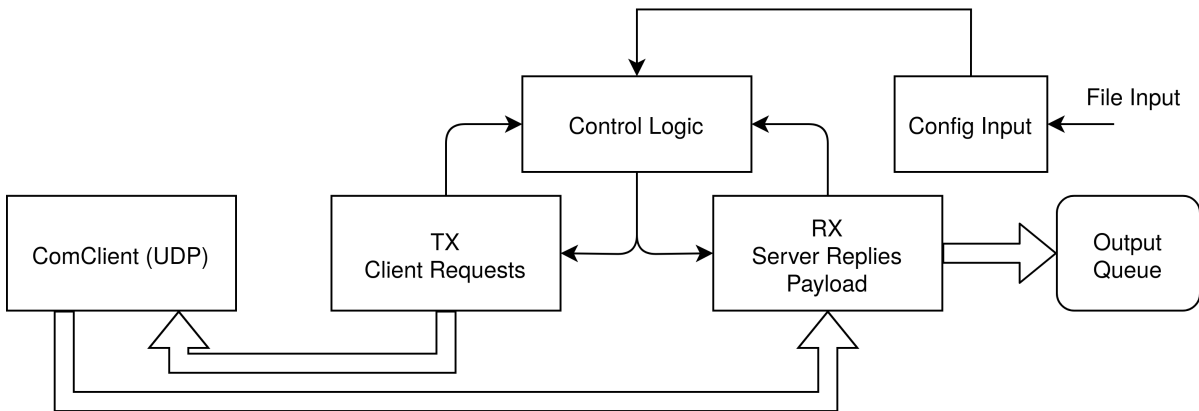 File Input
Control Logic
Config Input
ComClient (UDP)
TX
Client Requests
RX
Server Replies
Payload
Output
Queue